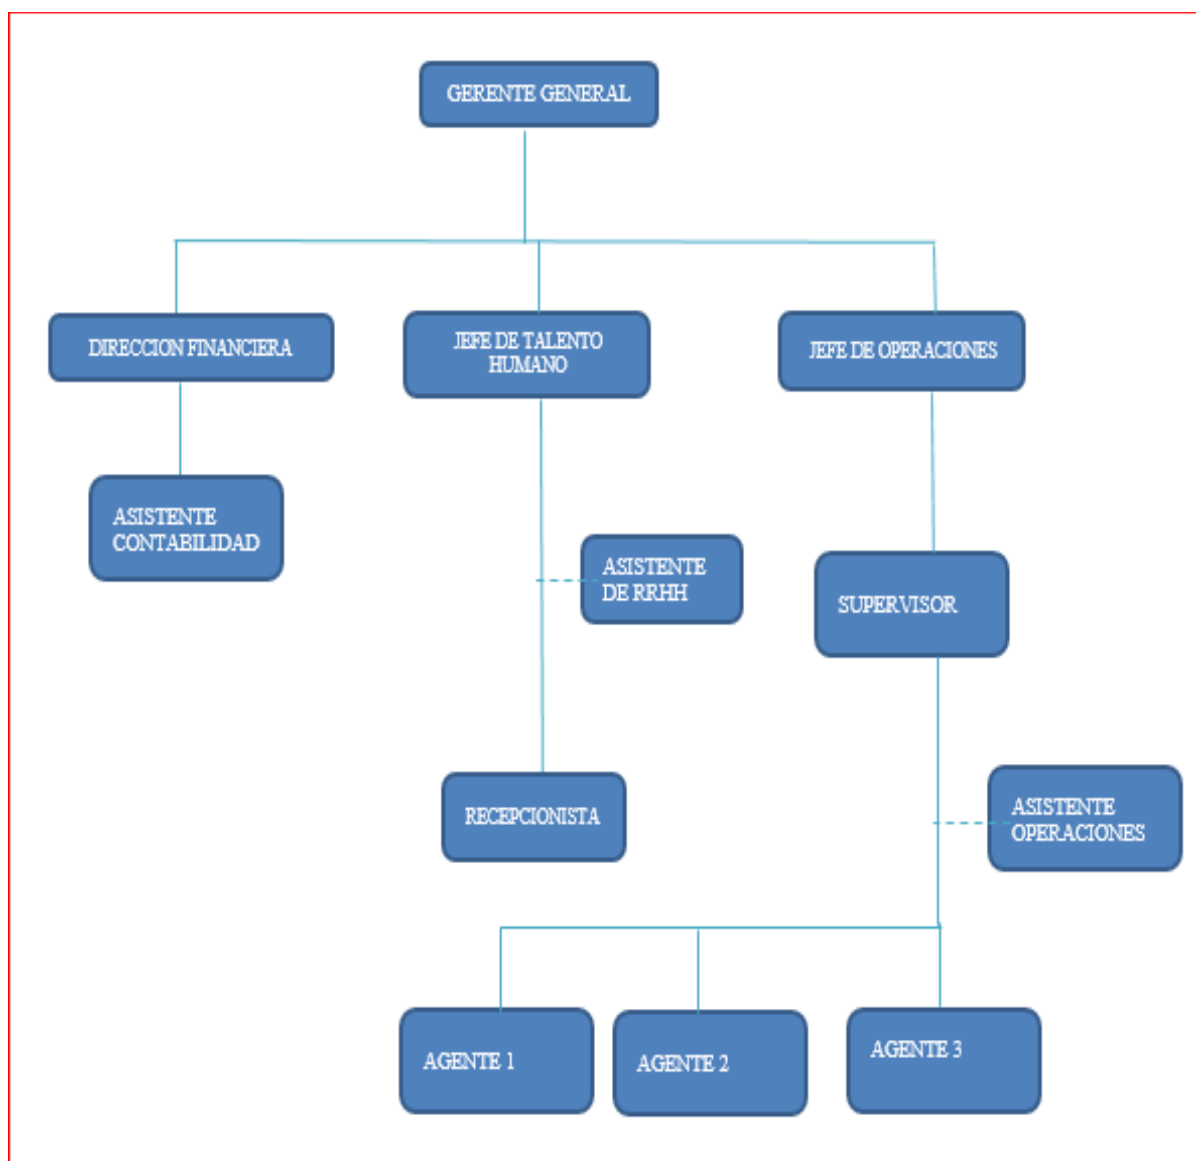 GERENTE GENERAL
DIRECCION FINANCIERA
JEFE DE TALENTO
HUMANO
JEFE DE OPERACIONES
ASISTENTE
CONTABILIDAD
ASISTENTE
DE RRHH
SUPERVISOR
RECEPCIONISTA
ASISTENTE
OPERACIONES
AGENTE 1
AGENTE 2
AGENTE 3